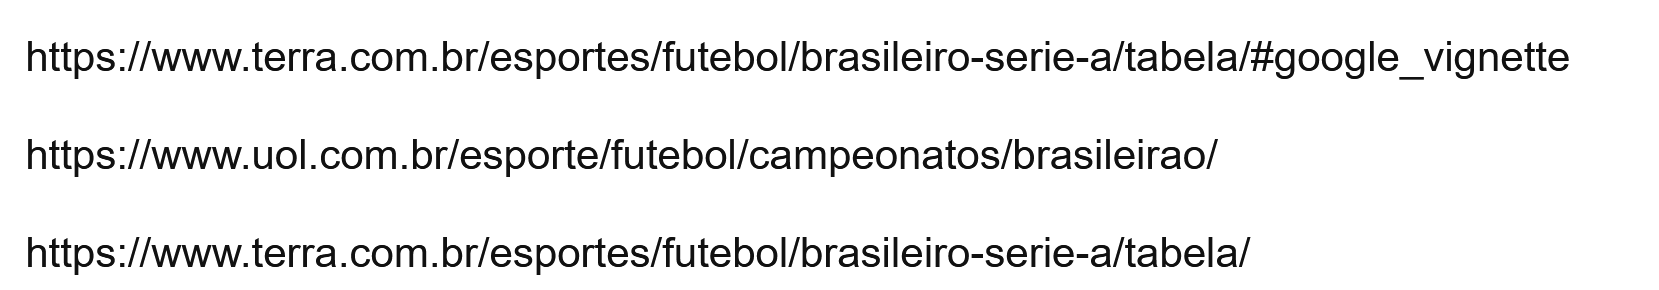 https://www.terra.com.br/esportes/futebol/brasileiro-serie-a/tabela/#google_vignette
https://www.uol.com.br/esporte/futebol/campeonatos/brasileirao/
https://www.terra.com.br/esportes/futebol/brasileiro-serie-a/tabela/